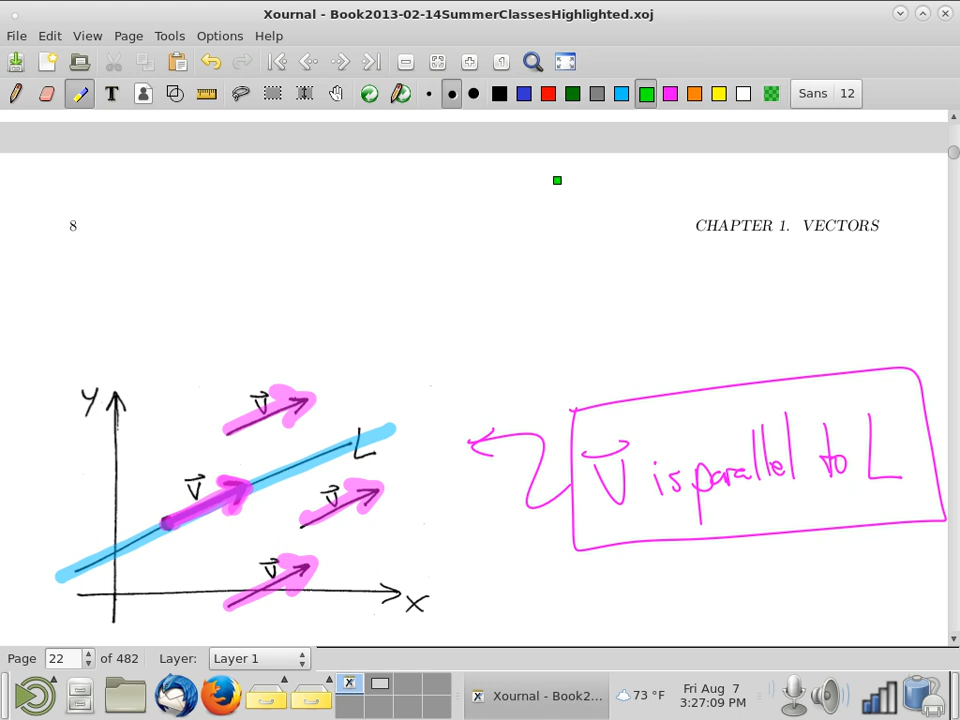 Xournal - Book2013-02-14SummerClassesHighlighted.xoj
File Edit View Page Tools Options Help
T Sans 12
8 CHAPTER 1. VECTORS
y
v⃗
L
v⃗
v⃗
v⃗
x
v⃗ is parallel to L
Page 22 of 482 Layer: Layer 1
Xournal - Book2... 73 °F Fri Aug 7
3:27:09 PM